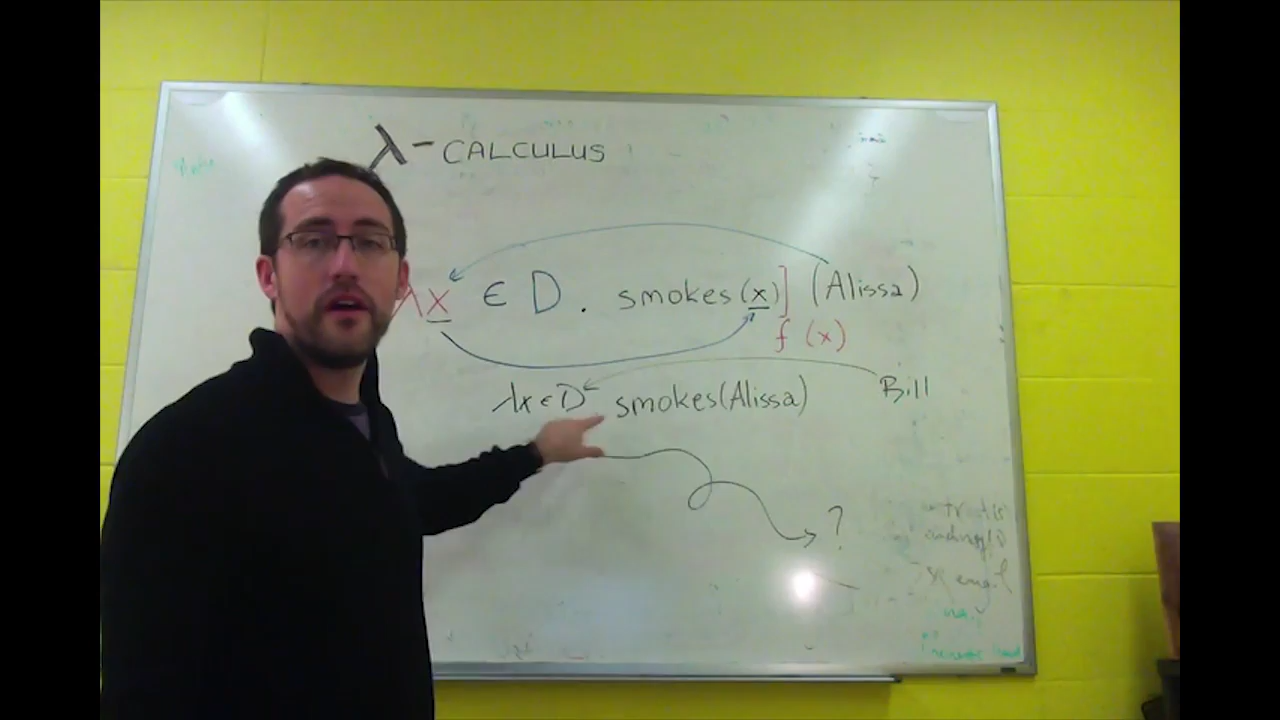 λ-CALCULUS
λx ∈ D. smokes(x)] (Alissa)
f (x)
λx∈D smokes(Alissa) Bill
?